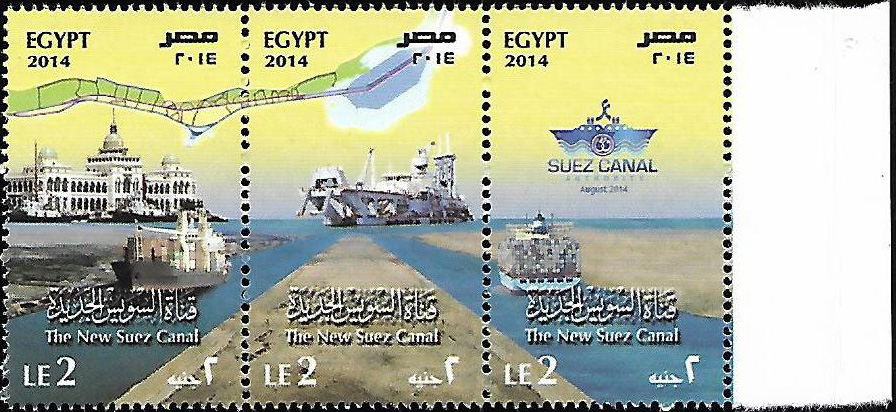 EGYPT مصر
2014 ٢٠١٤
قناة السويس الجديدة
The New Suez Canal
LE 2 ٢ جنيه
EGYPT مصر
2014 ٢٠١٤
قناة السويس الجديدة
The New Suez Canal
LE 2 ٢ جنيه
EGYPT مصر
2014 ٢٠١٤
SUEZ CANAL
AUTHORITY
August 2014
قناة السويس الجديدة
The New Suez Canal
LE 2 ٢ جنيه